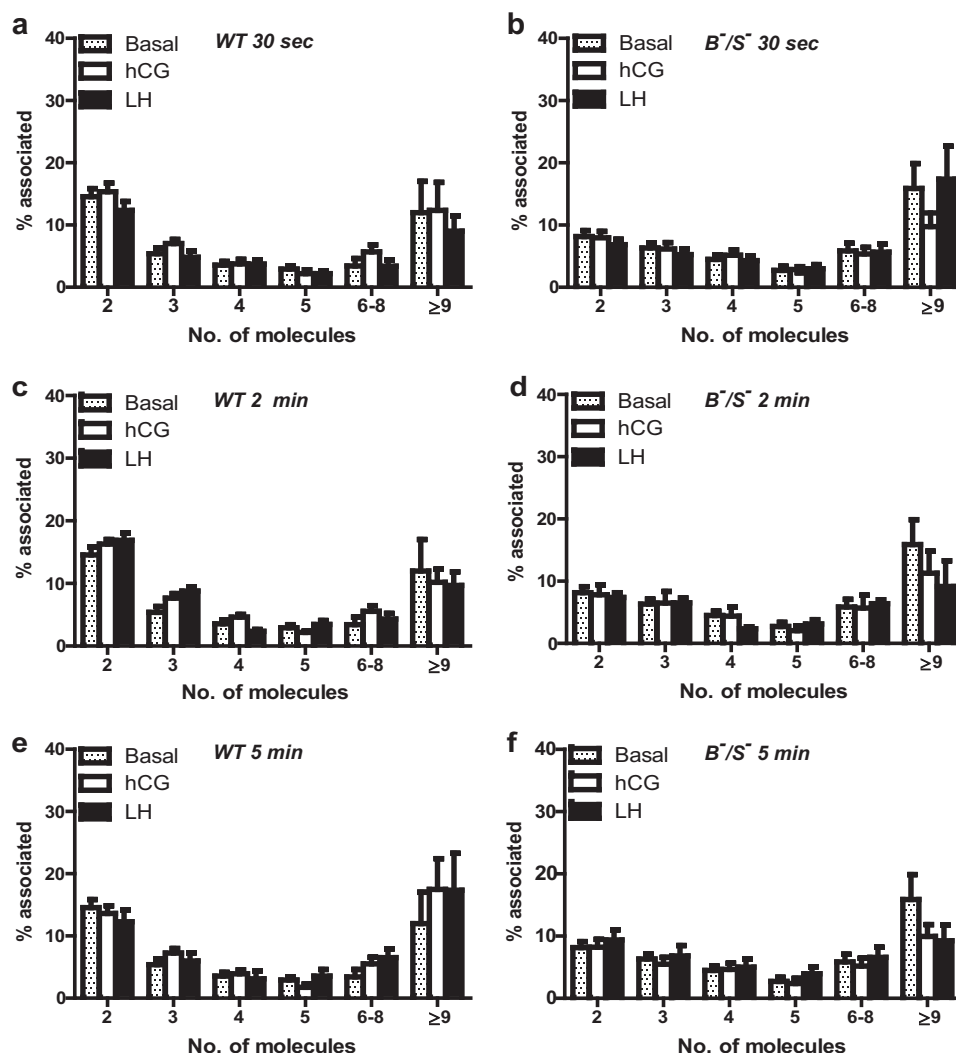 a
WT 30 sec
Basal
hCG
LH
% associated
40
30
20
10
0
2 3 4 5 6-8 ≥9
No. of molecules
b
B⁻/S⁻ 30 sec
Basal
hCG
LH
% associated
40
30
20
10
0
2 3 4 5 6-8 ≥9
No. of molecules
c
WT 2 min
Basal
hCG
LH
% associated
40
30
20
10
0
2 3 4 5 6-8 ≥9
No. of molecules
d
B⁻/S⁻ 2 min
Basal
hCG
LH
% associated
40
30
20
10
0
2 3 4 5 6-8 ≥9
No. of molecules
e
WT 5 min
Basal
hCG
LH
% associated
40
30
20
10
0
2 3 4 5 6-8 ≥9
No. of molecules
f
B⁻/S⁻ 5 min
Basal
hCG
LH
% associated
40
30
20
10
0
2 3 4 5 6-8 ≥9
No. of molecules